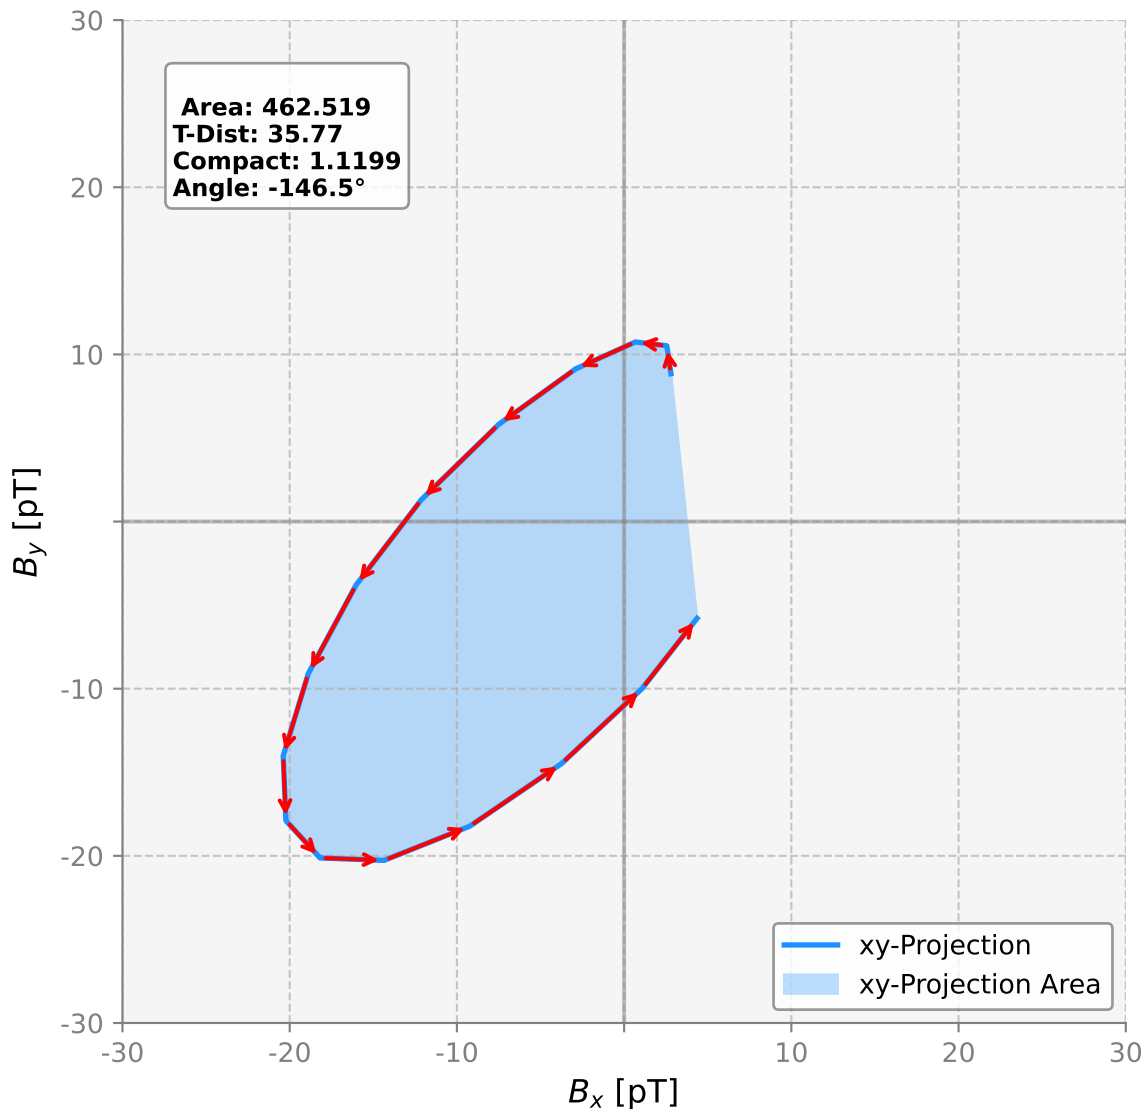 30
20
10
-10
-20
-30
-30
-20
-10
10
20
30
B_y [pT]
B_x [pT]
Area: 462.519
T-Dist: 35.77
Compact: 1.1199
Angle: -146.5°
xy-Projection
xy-Projection Area